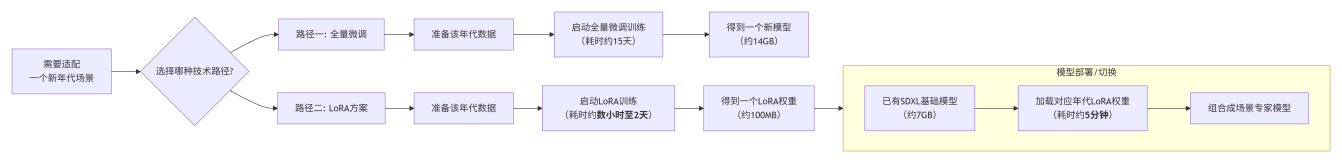 需要适配
一个新年代场景
选择哪种技术路径?
路径一: 全量微调
准备该年代数据
启动全量微调训练
（耗时约15天）
得到一个新模型
（约14GB）
路径二: LoRA方案
准备该年代数据
启动LoRA训练
（耗时约数小时至2天）
得到一个LoRA权重
（约100MB）
模型部署/切换
已有SDXL基础模型
（约7GB）
加载对应年代LoRA权重
（耗时约5分钟）
组合成场景专家模型